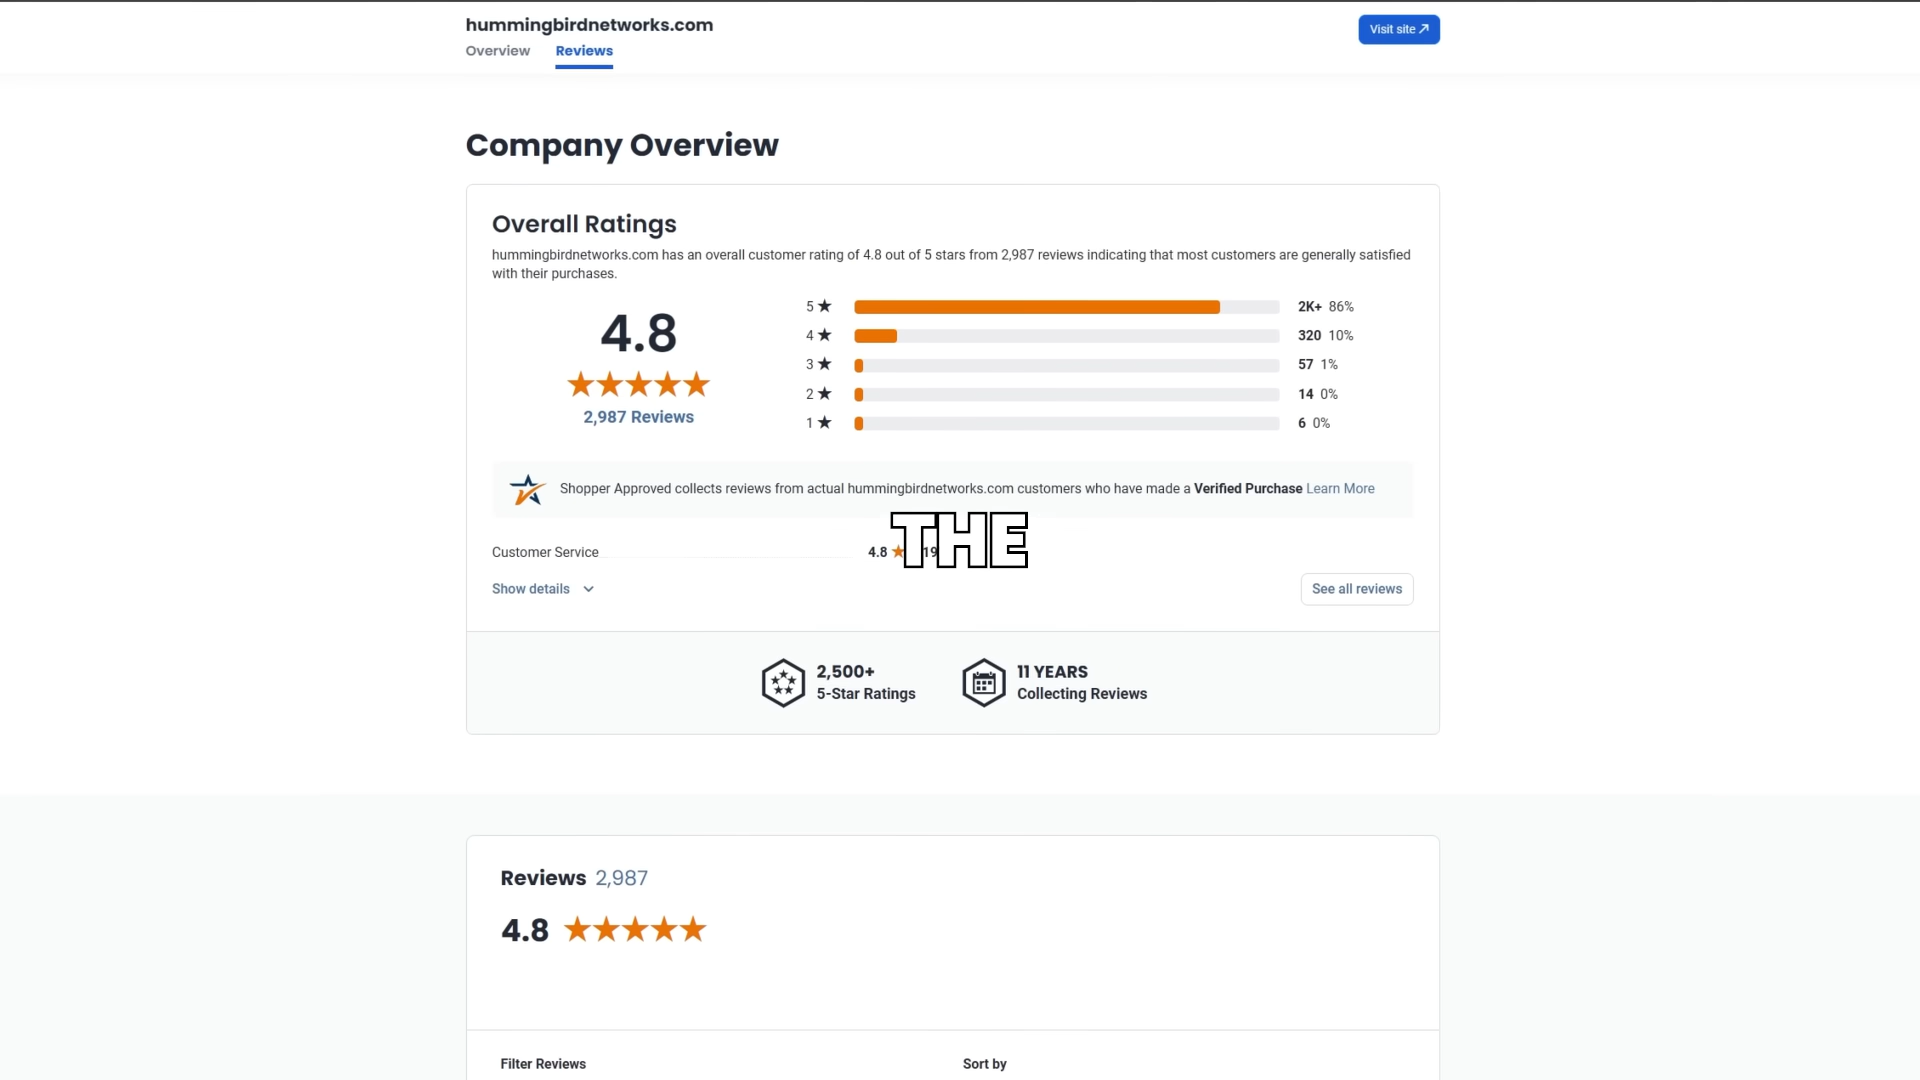 hummingbirdnetworks.com
Visit site
Overview Reviews
Company Overview
Overall Ratings
hummingbirdnetworks.com has an overall customer rating of 4.8 out of 5 stars from 2,987 reviews indicating that most customers are generally satisfied
with their purchases.
4.8
2,987 Reviews
5 ★ 2K+ 86%
4 ★ 320 10%
3 ★ 57 1%
2 ★ 14 0%
1 ★ 6 0%
Shopper Approved collects reviews from actual hummingbirdnetworks.com customers who have made a Verified Purchase Learn More
THE
Customer Service 4.8 ★
Show details
See all reviews
2,500+
5-Star Ratings
11 YEARS
Collecting Reviews
Reviews 2,987
4.8
Filter Reviews
Sort by